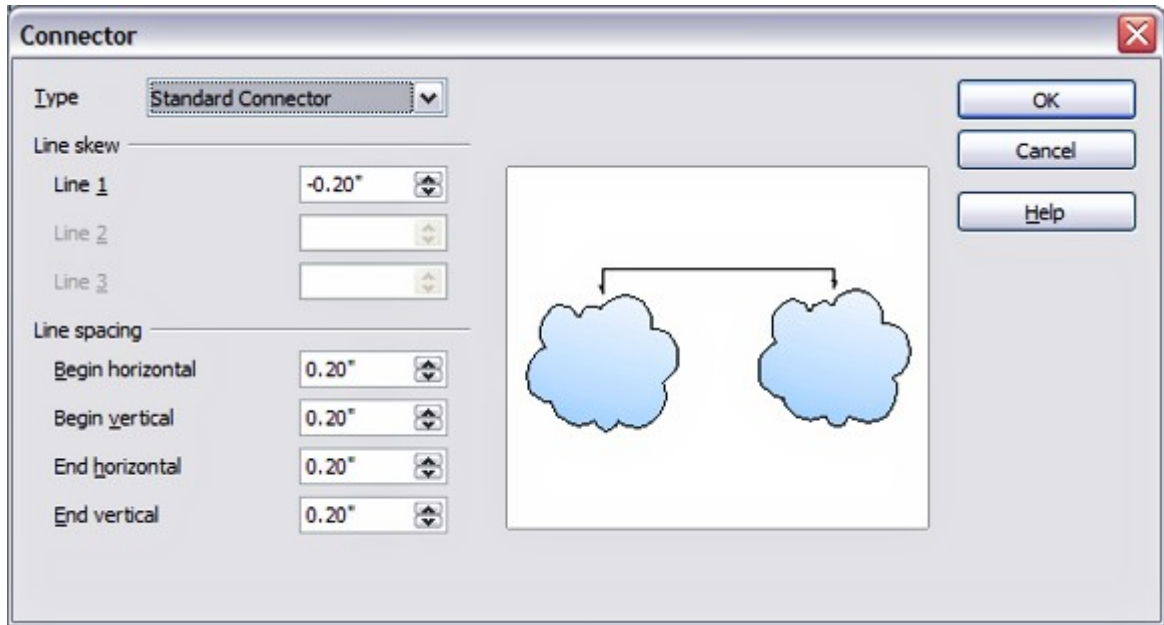 Connector
Type Standard Connector
OK
Line skew
Cancel
Line 1 -0.20"
Help
Line 2
Line 3
Line spacing
Begin horizontal 0.20"
Begin vertical 0.20"
End horizontal 0.20"
End vertical 0.20"